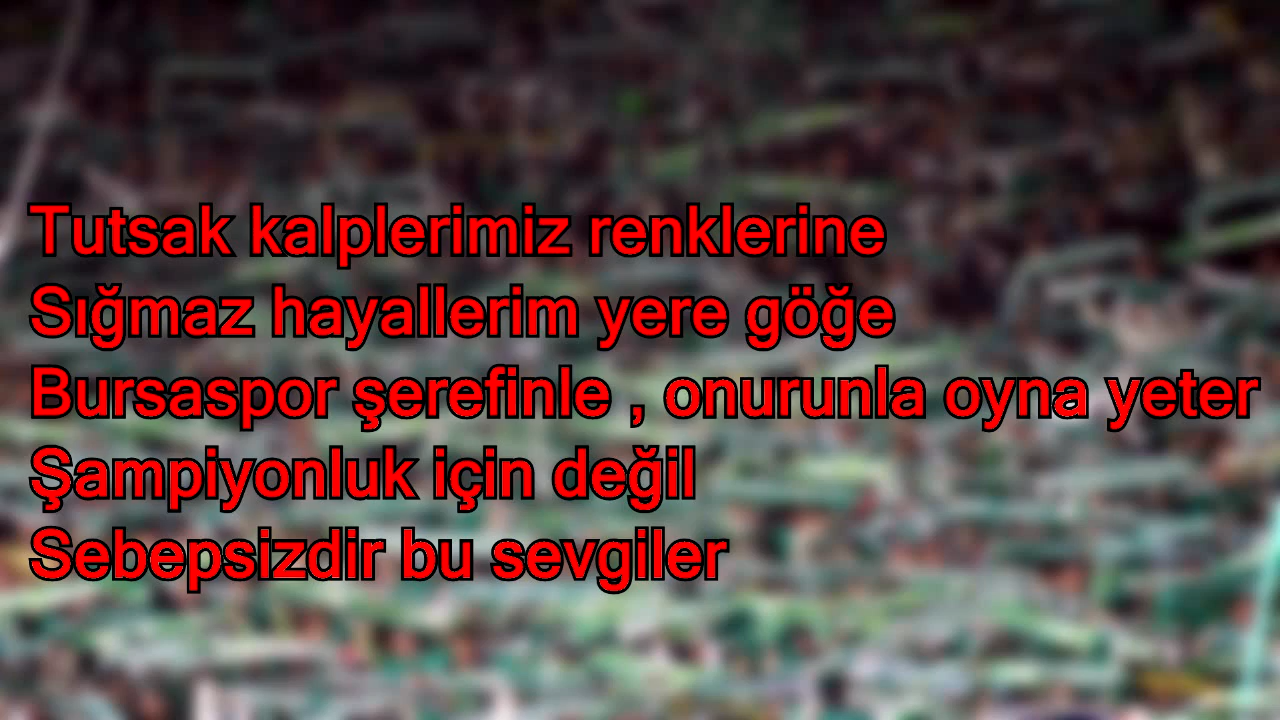 Tutsak kalplerimiz renklerine
Sığmaz hayallerim yere göğe
Bursaspor şerefinle , onurunla oyna yeter
Şampiyonluk için değil
Sebepsizdir bu sevgiler